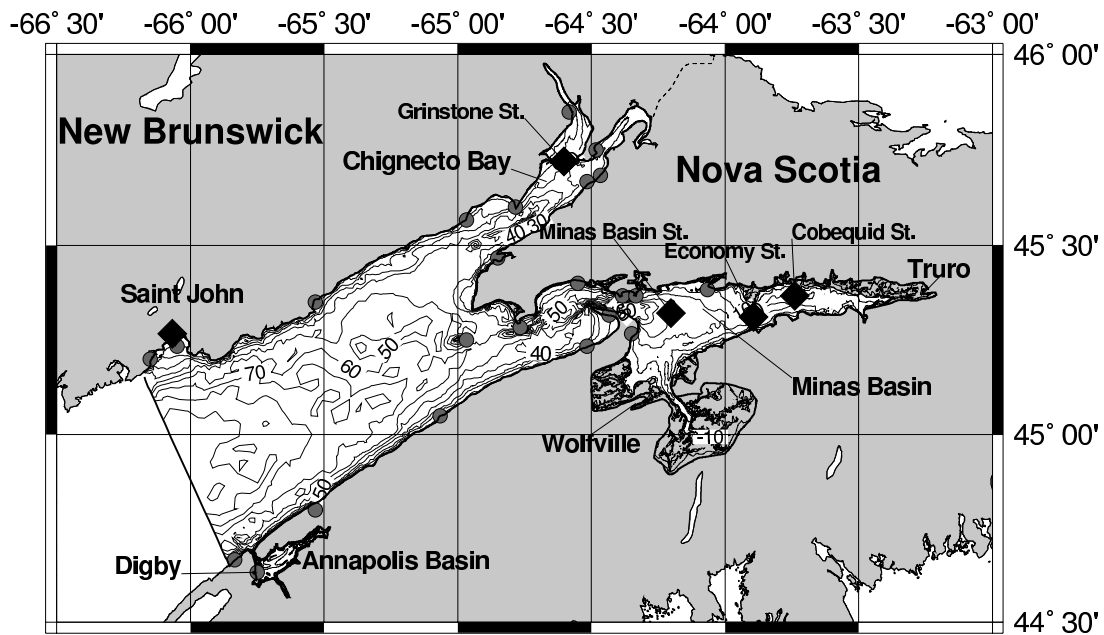 -66˚ 30' -66˚ 00' -65˚ 30' -65˚ 00' -64˚ 30' -64˚ 00' -63˚ 30' -63˚ 00'
46˚ 00'
Grinstone St.
New Brunswick
Chignecto Bay
Nova Scotia
40 30
Minas Basin St.
Cobequid St.
45˚ 30'
Economy St.
Truro
Saint John
50
50
40
60
70
Minas Basin
Wolfville
-10
45˚ 00'
50
Digby
Annapolis Basin
44˚ 30'